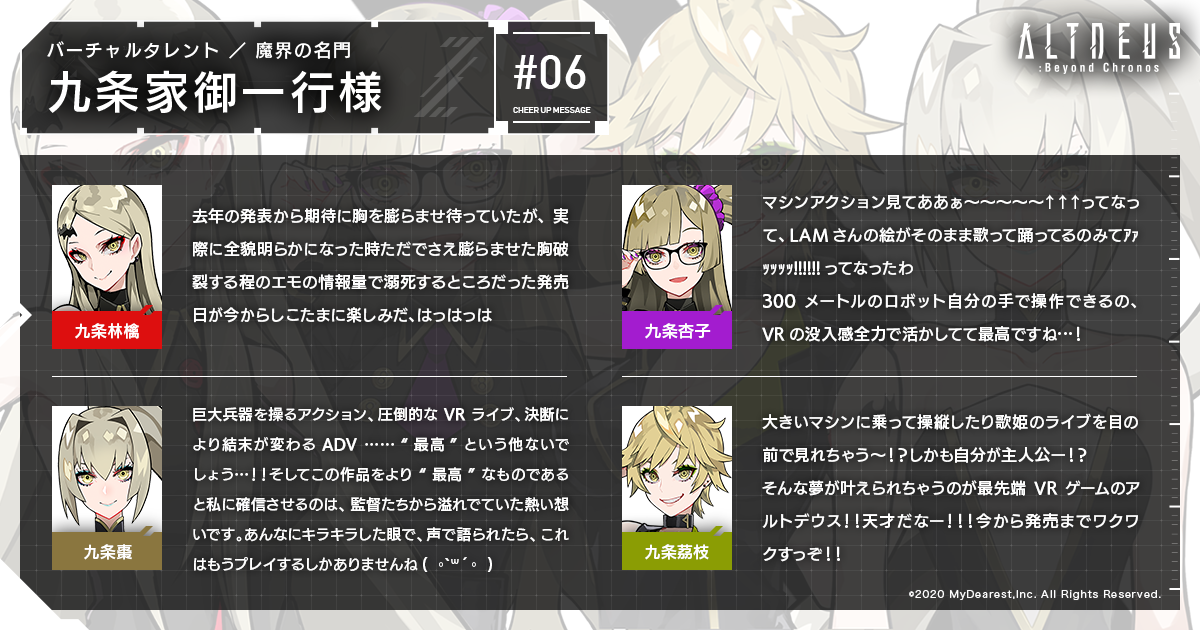 バーチャルタレント ／ 魔界の名門
九条家御一行様
#06
CHEER UP MESSAGE
ALTDEUS
:Beyond Chronos
去年の発表から期待に胸を膨らませ待っていたが、実
際に全貌明らかになった時ただでさえ膨らませた胸破
裂する程のエモの情報量で溺死するところだった発売
日が今からしこたまに楽しみだ、はっはっは
九条林檎
マシンアクション見てああぁ〜〜〜〜〜↑↑↑ってなっ
て、LAMさんの絵がそのまま歌って踊ってるのみてｱｧ
ｯｯｯｯ!!!!!! ってなったわ
300 メートルのロボット自分の手で操作できるの、
VR の没入感全力で活かしてて最高ですね…！
九条杏子
巨大兵器を操るアクション、圧倒的な VR ライブ、決断に
より結末が変わる ADV …… “ 最高 ” という他ないで
しょう…！！そしてこの作品をより “ 最高 ” なものである
と私に確信させるのは、監督たちから溢れでていた熱い想
いです。あんなにキラキラした眼で、声で語られたら、これ
はもうプレイするしかありませんね ( ๑`꒳´๑ )
九条棗
大きいマシンに乗って操縦したり歌姫のライブを目の
前で見れちゃう〜！？しかも自分が主人公ー！？
そんな夢が叶えられちゃうのが最先端 VR ゲームのア
ルトデウス！！天才だなー！！！今から発売までワクワ
クすっぞ！！
九条茘枝
©2020 MyDearest,Inc. All Rights Reserved.